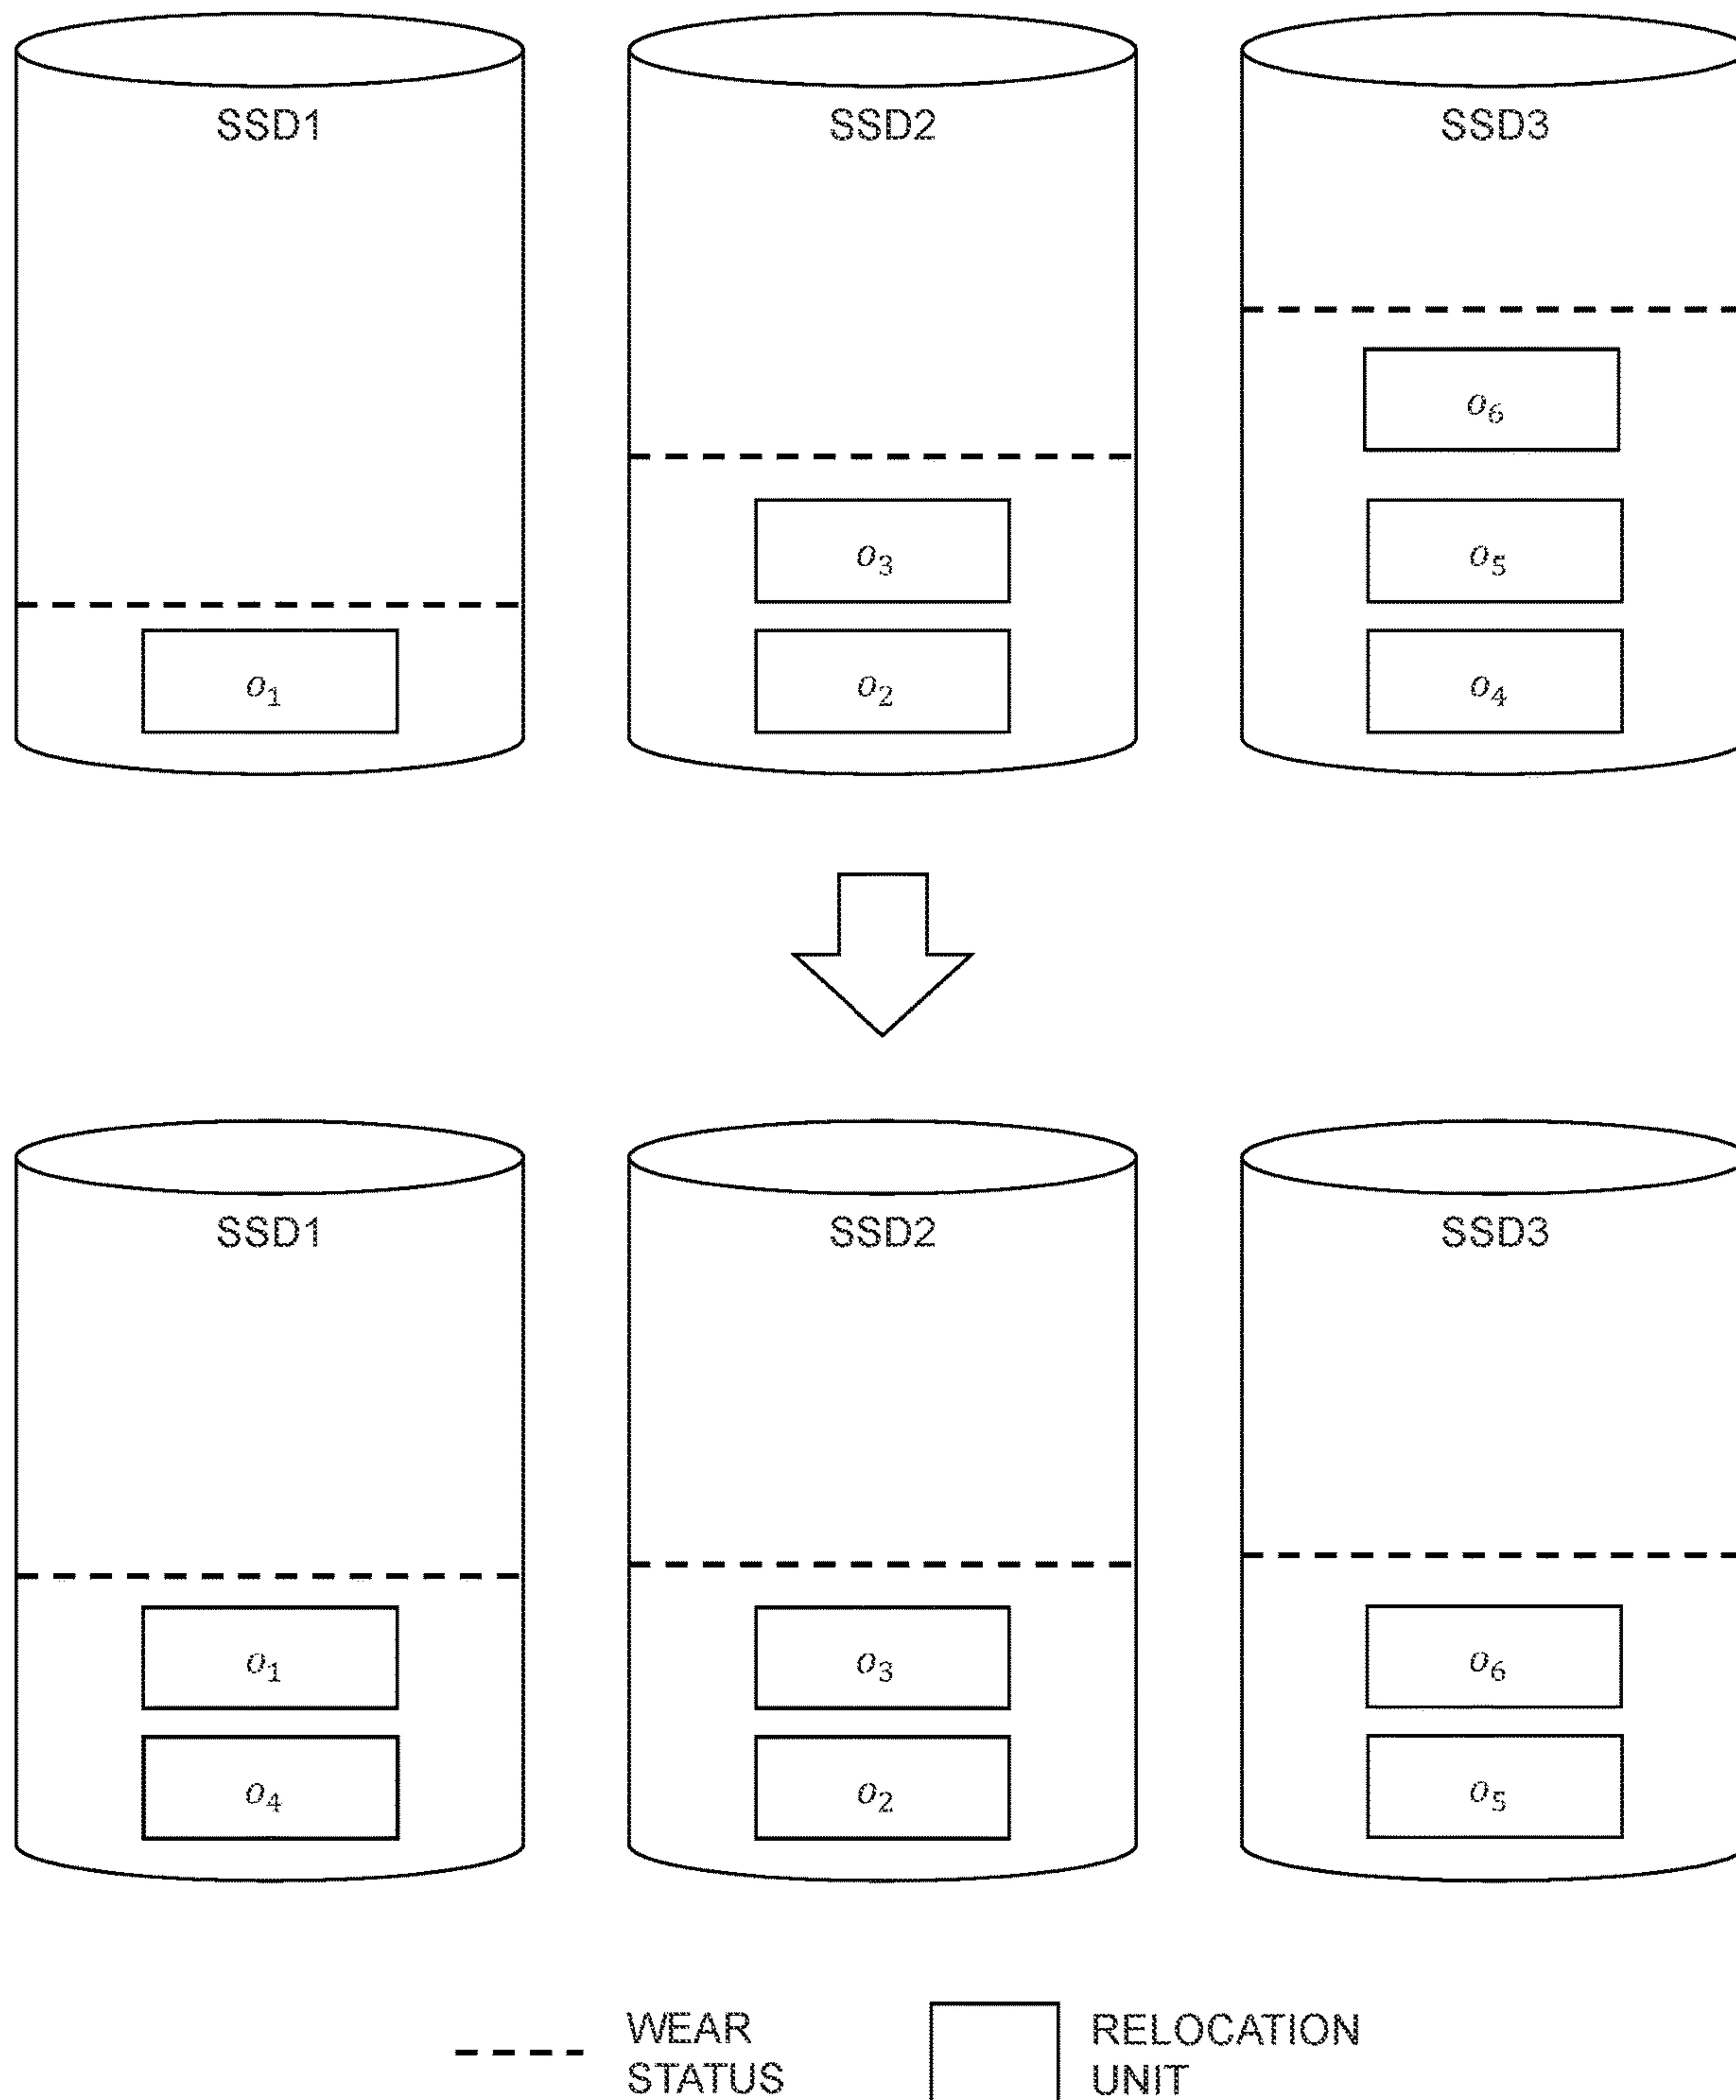 SSD1 SSD2 SSD3
o₆
o₃ o₅
o₁ o₂ o₄
SSD1 SSD2 SSD3
o₁ o₃ o₆
o₄ o₂ o₅
WEAR STATUS
RELOCATION UNIT